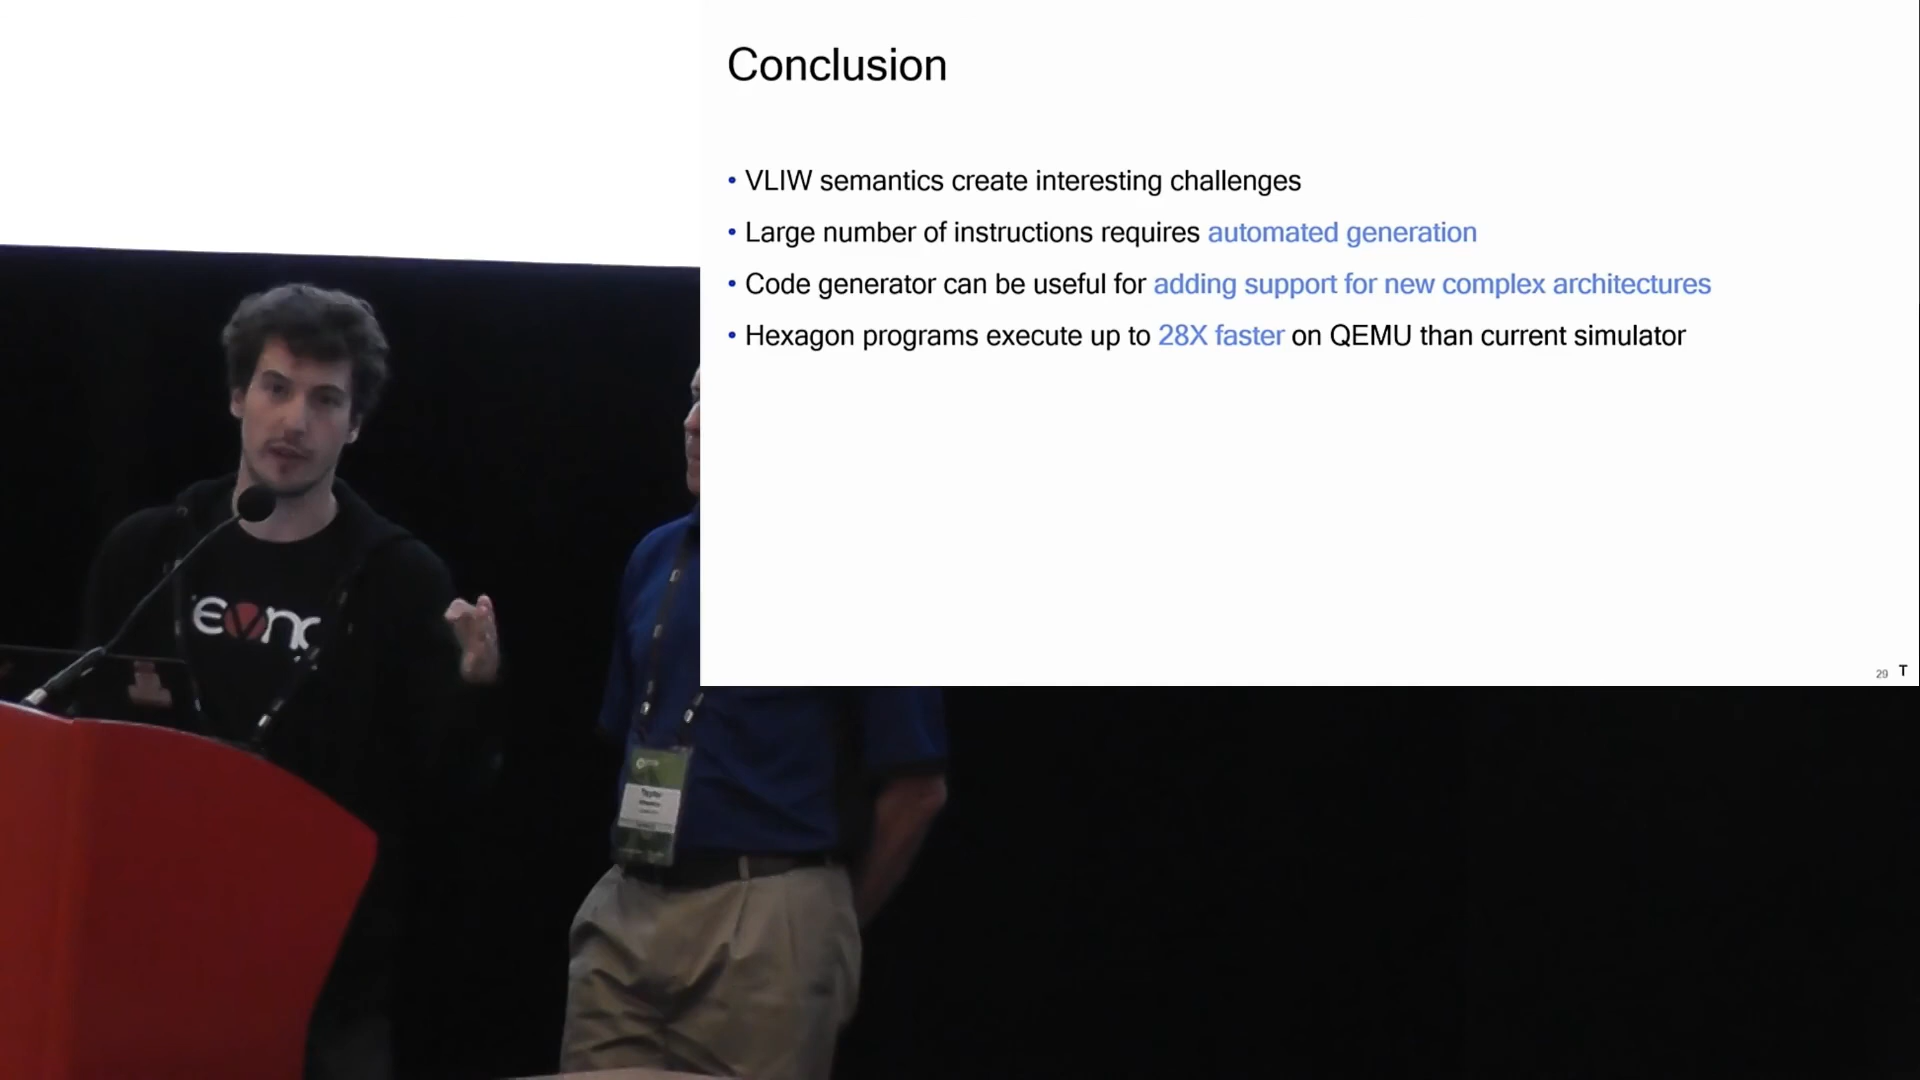 Conclusion
• VLIW semantics create interesting challenges
• Large number of instructions requires automated generation
• Code generator can be useful for adding support for new complex architectures
• Hexagon programs execute up to 28X faster on QEMU than current simulator
29 T
Taylor